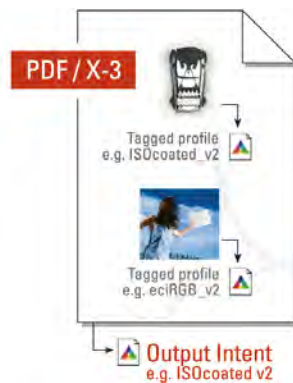 PDF / X-3
Tagged profile
e.g. ISOcoated_v2
Tagged profile
e.g. eciRGB_v2
Output Intent
e.g. ISOcoated v2